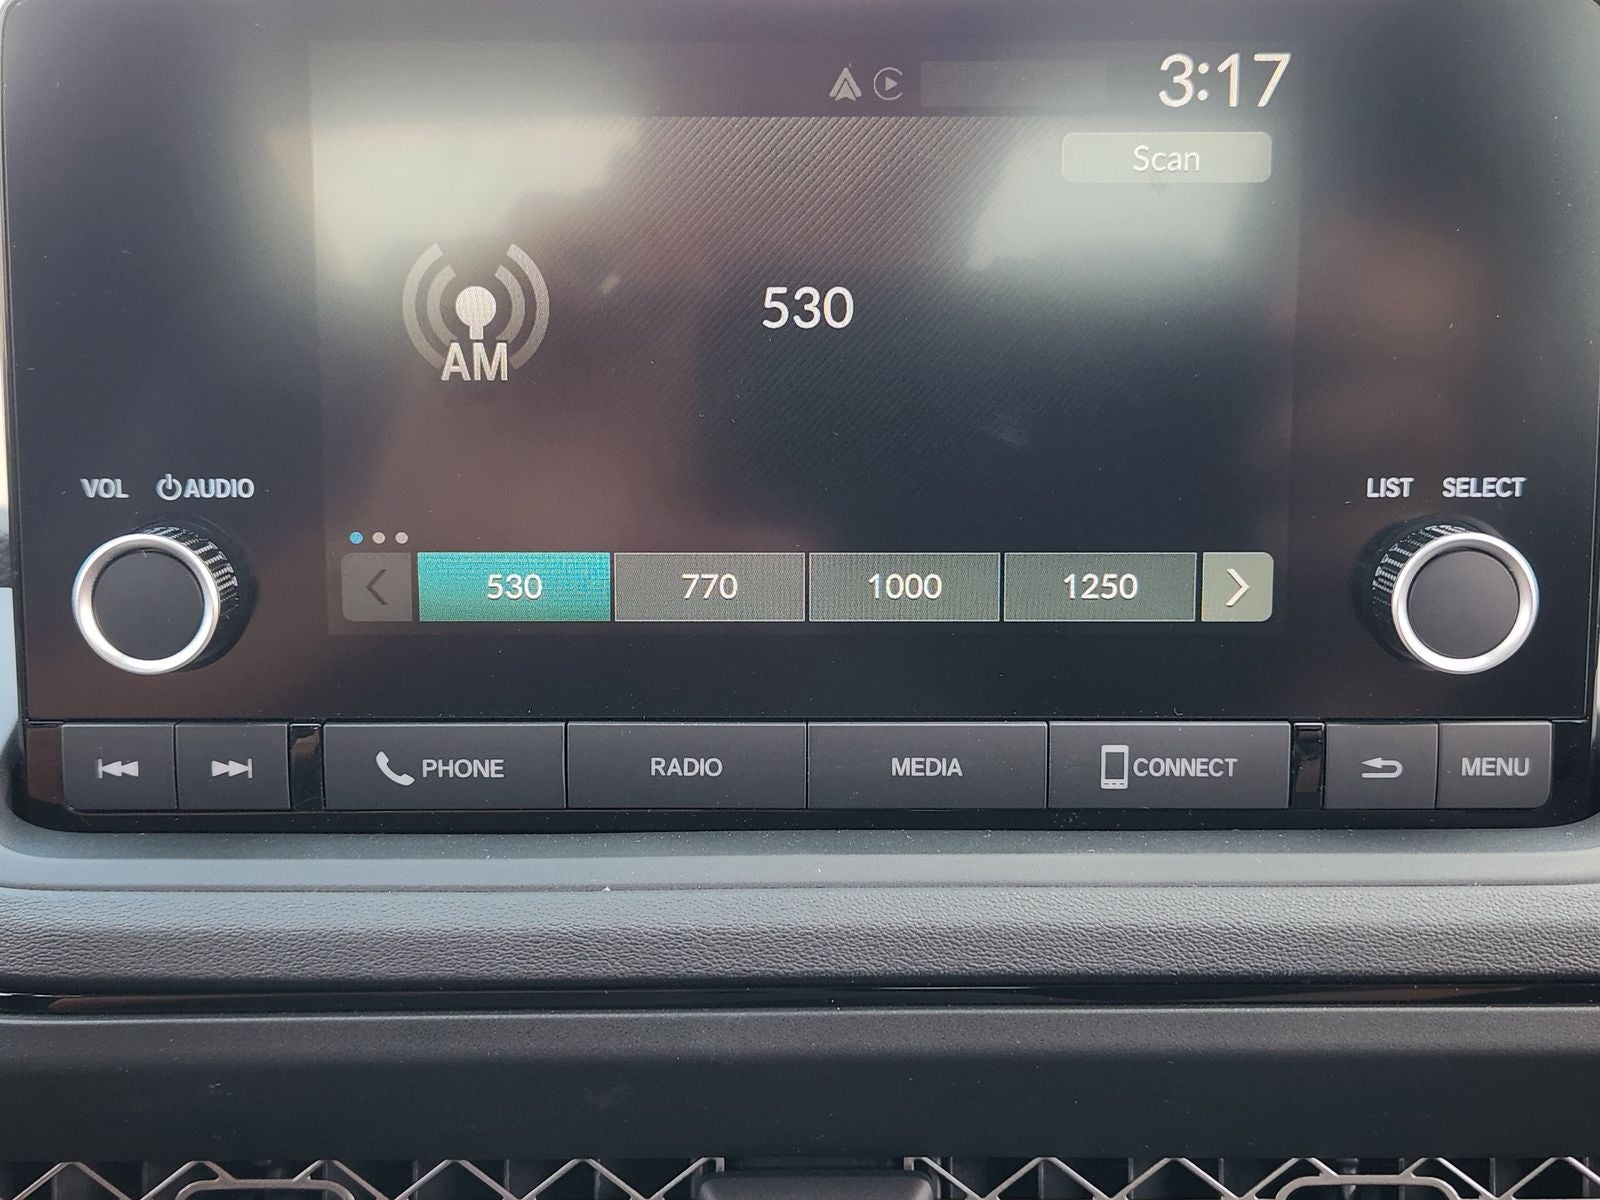 3:17
Scan
530
AM
VOL AUDIO
LIST SELECT
530 770 1000 1250
PHONE RADIO MEDIA CONNECT MENU